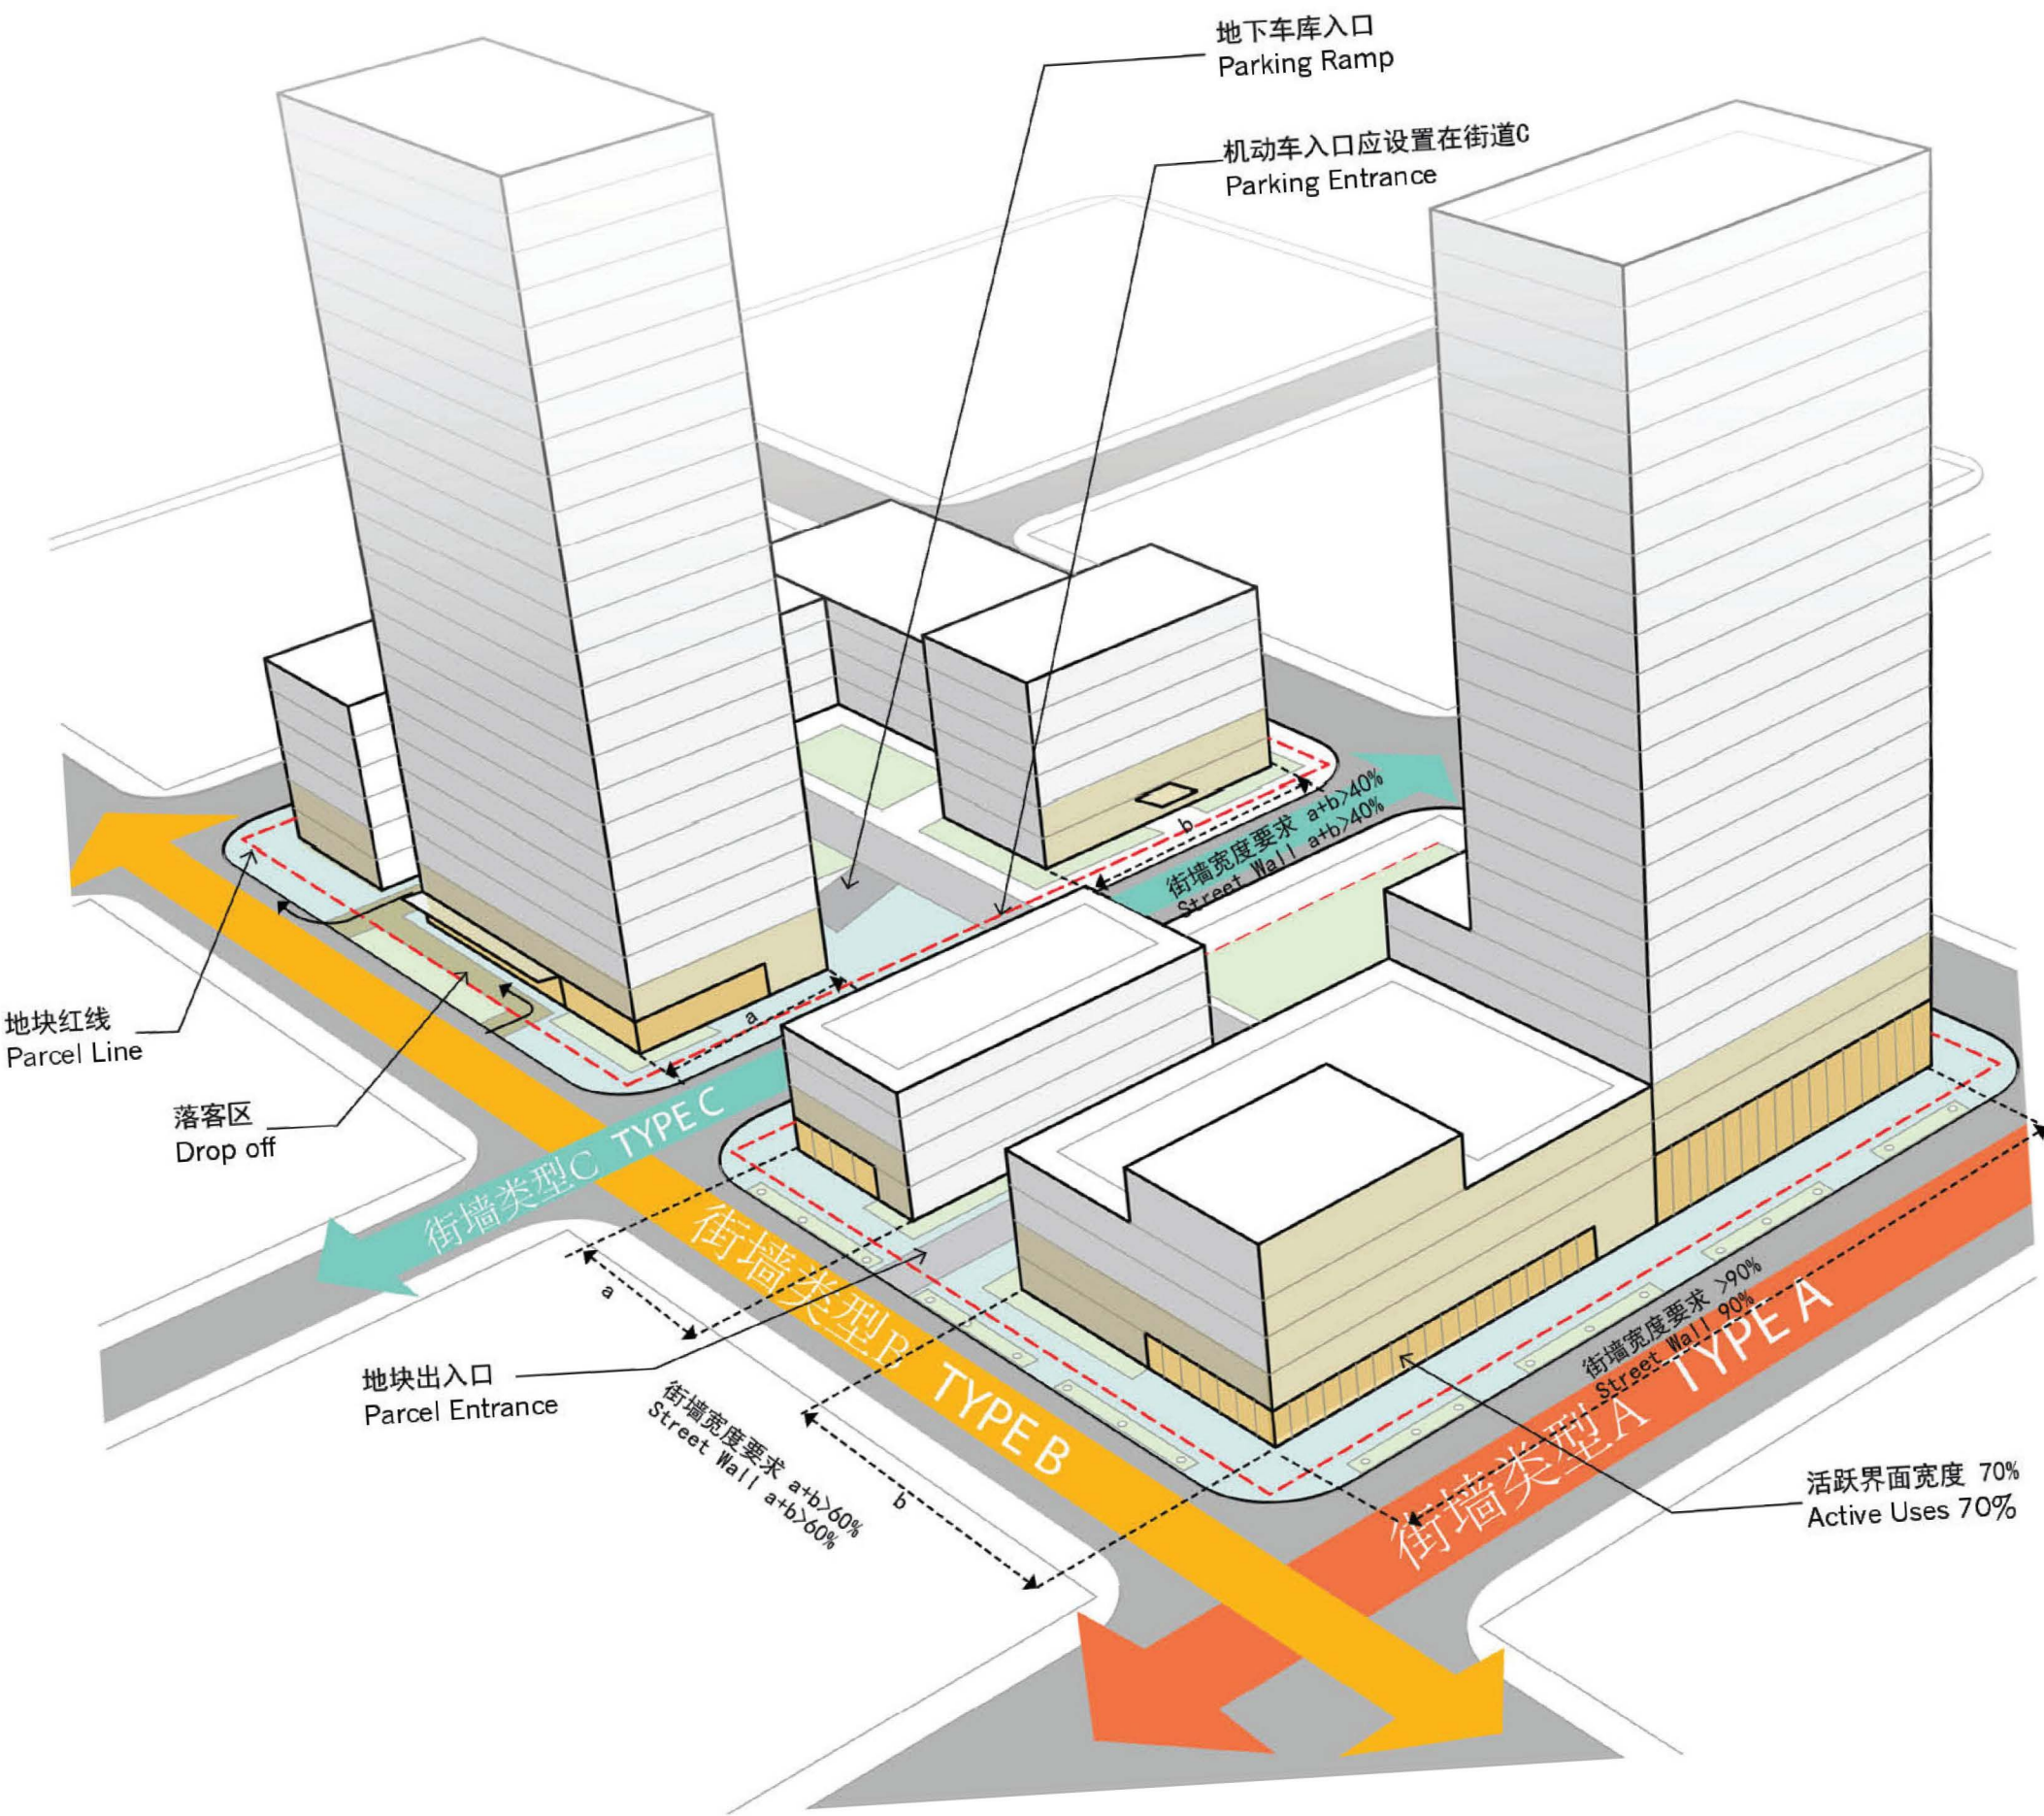 地下车库入口
Parking Ramp
机动车入口应设置在街道C
Parking Entrance
b
街墙宽度要求 a+b>40%
Street Wall a+b>40%
地块红线
Parcel Line
a
落客区
Drop off
街墙类型C TYPE C
街墙类型B TYPE B
a
地块出入口
Parcel Entrance
街墙宽度要求 a+b>60%
Street Wall a+b>60%
b
街墙宽度要求 >90%
Street Wall 90%
街墙类型A TYPE A
活跃界面宽度 70%
Active Uses 70%